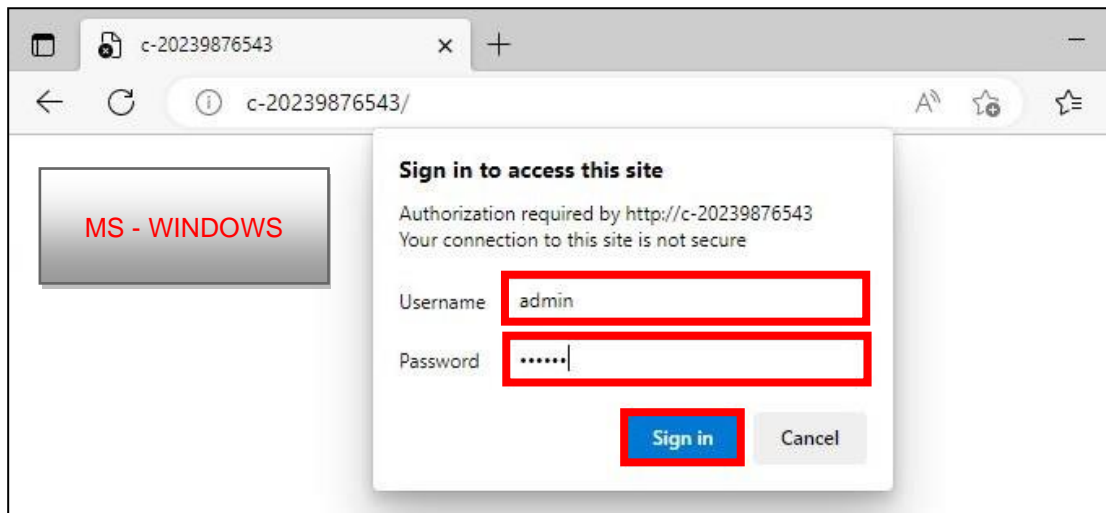 c-20239876543
c-20239876543/
MS - WINDOWS
Sign in to access this site
Authorization required by http://c-20239876543
Your connection to this site is not secure
Username admin
Password ••••••
Sign in Cancel